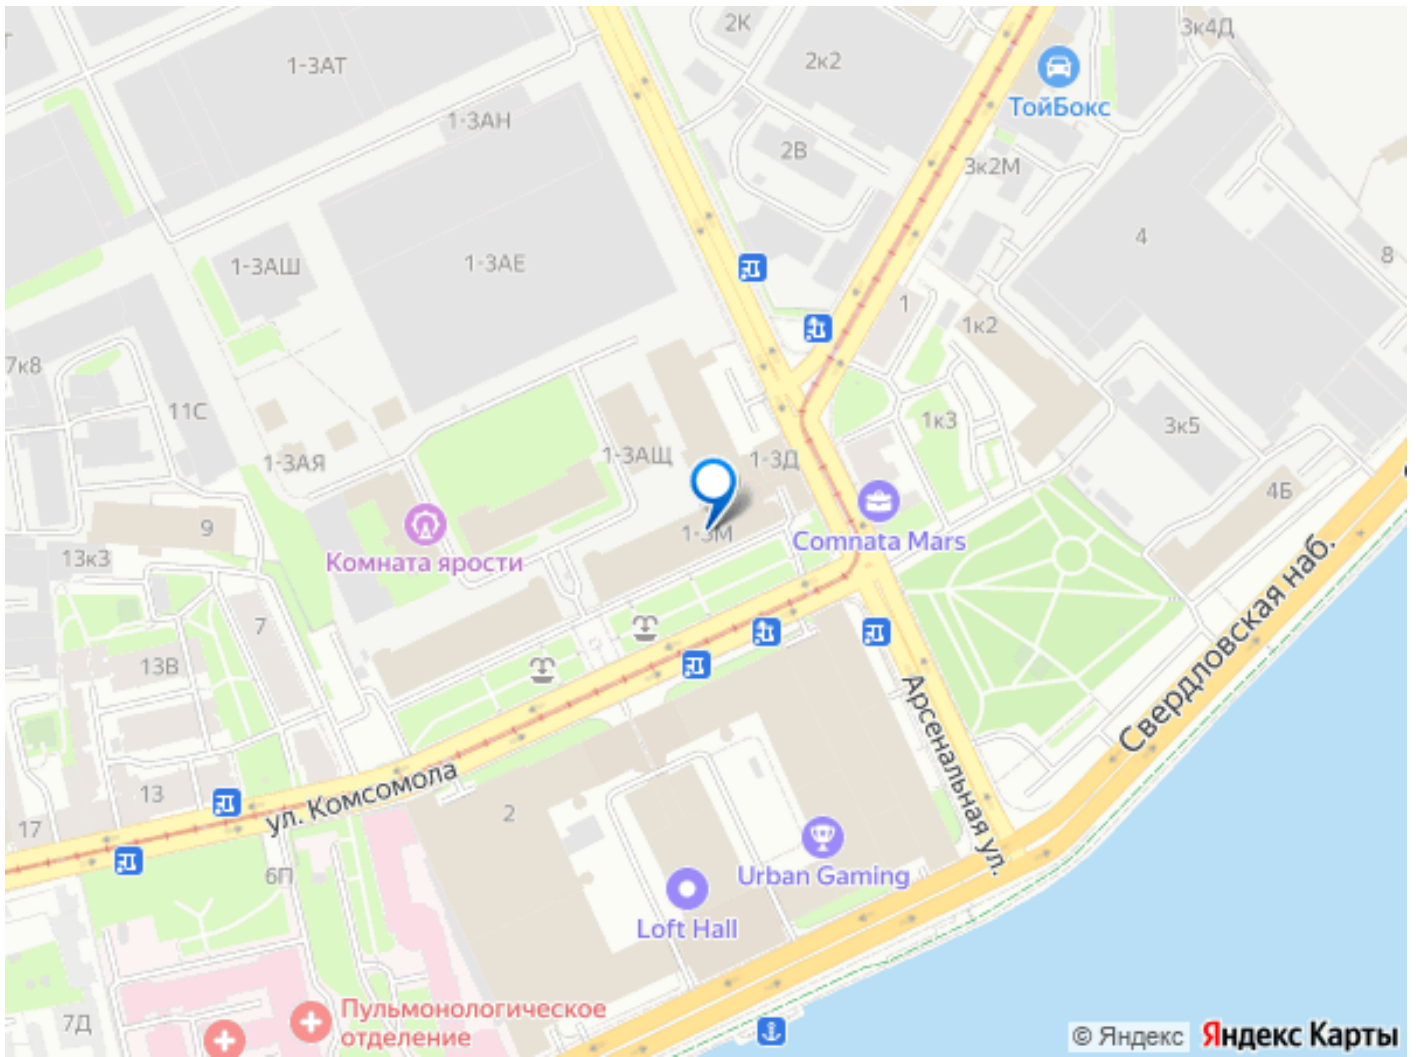 2К
3к4Д
1-3АТ
2к2
ТойБокс
1-3АН
2В
3к2М
4
8
1-3АШ
1-3АЕ
1
1к2
7к8
11С
1к3
3к5
1-3АЩ
1-3Д
1-3АЯ
4Б
9
1-3М
Comnata Mars
Комната ярости
13к3
7
13В
Свердловская наб.
Арсенальная ул.
ул. Комсомола
13
2
17
6П
Urban Gaming
Loft Hall
Пульмонологическое
отделение
7Д
© Яндекс Яндекс Карты